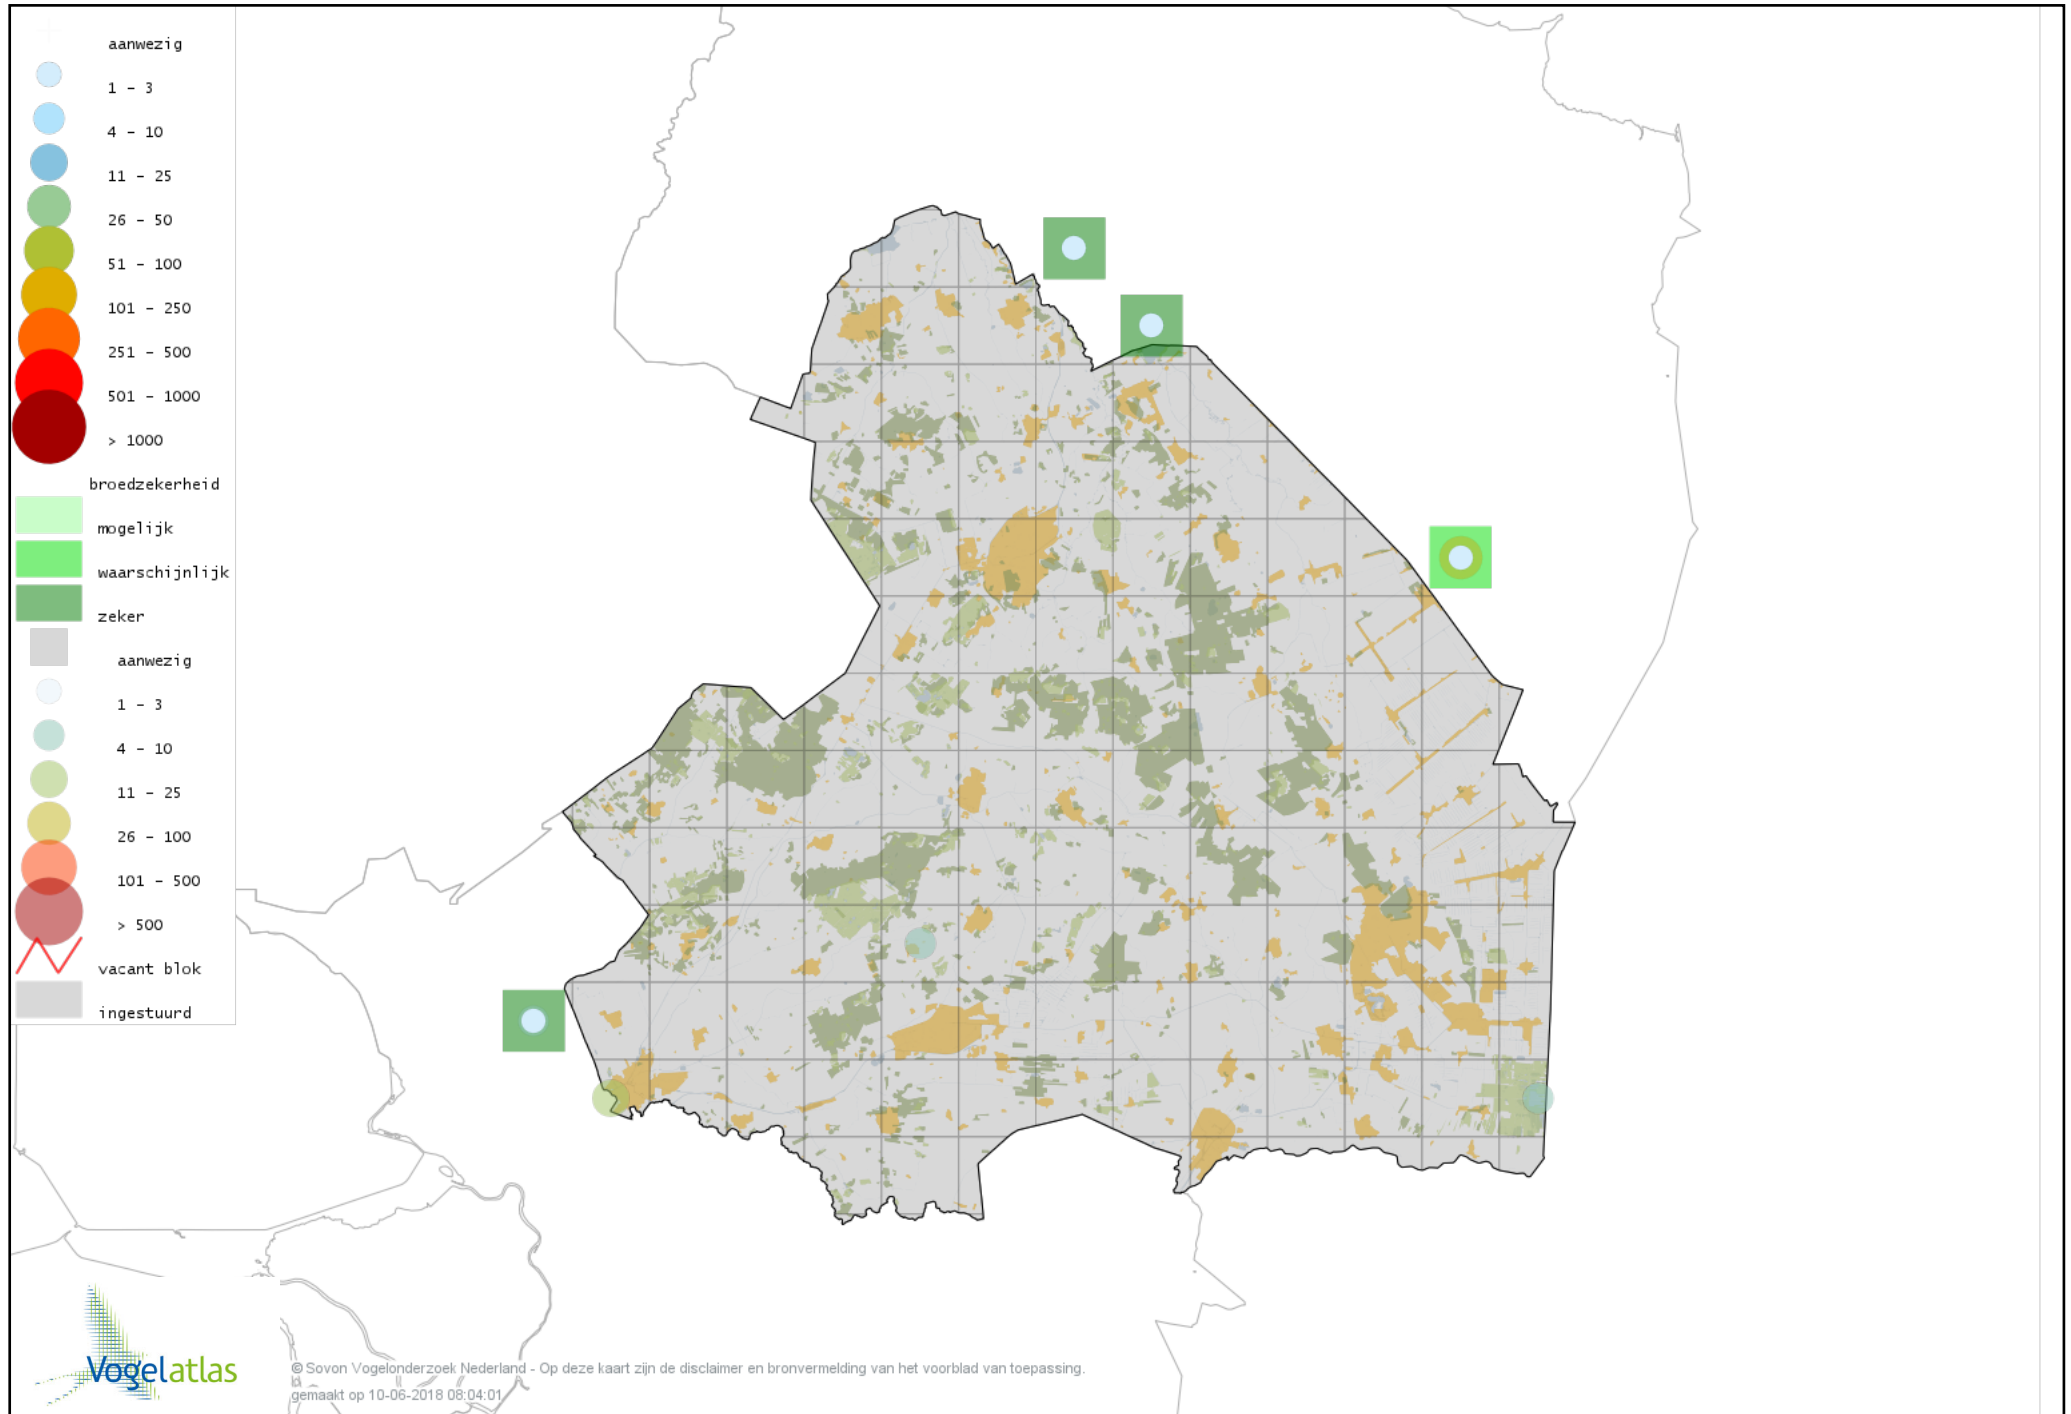 aanwezig
1 - 3
4 - 10
11 - 25
26 - 50
51 - 100
101 - 250
251 - 500
501 - 1000
> 1000
broedzekerheid
mogelijk
waarschijnlijk
zeker
aanwezig
1 - 3
4 - 10
11 - 25
26 - 100
101 - 500
> 500
vacant blok
ingestuurd
Vogelatlas
© Sovon Vogelonderzoek Nederland - Op deze kaart zijn de disclaimer en bronvermelding van het voorblad van toepassing.
gemaakt op 10-06-2018 08:04:01